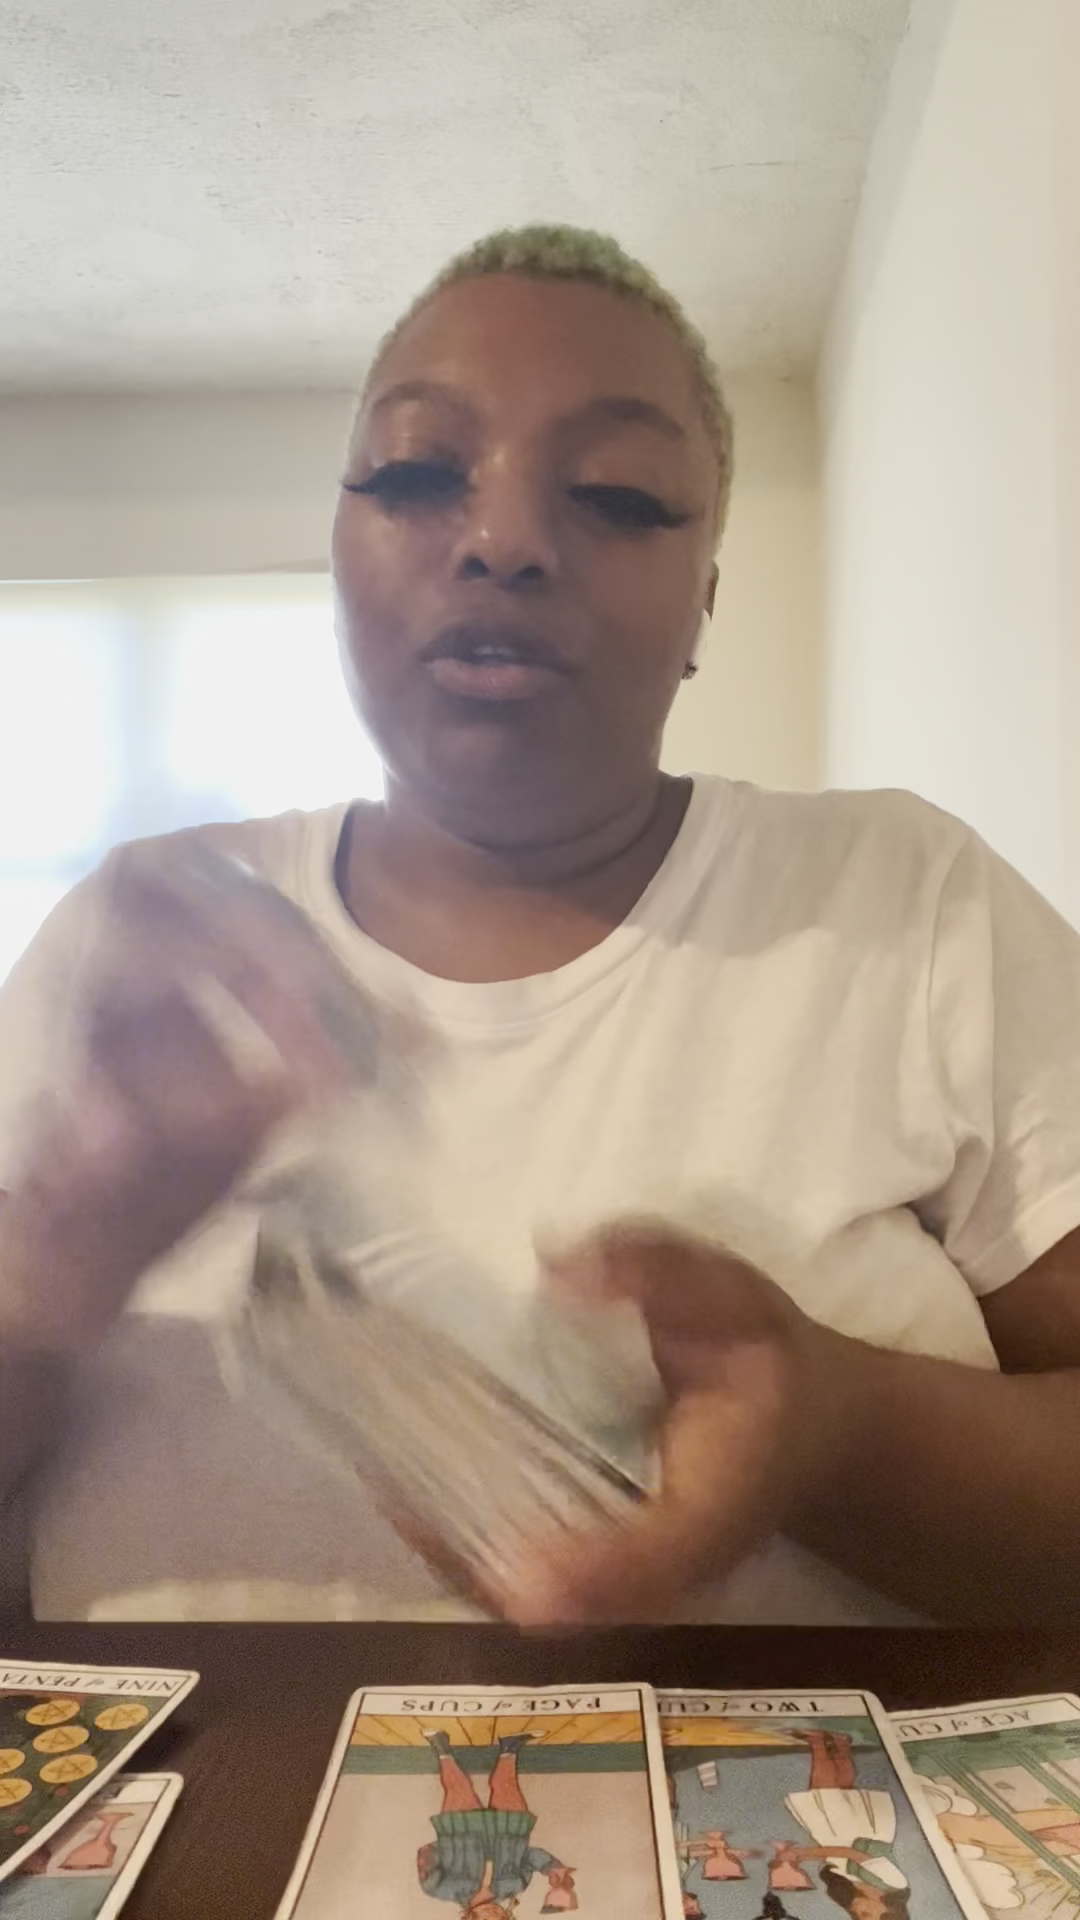 NINE of PENTA
PAGE of CUPS
TWO of CU
ACE of CU